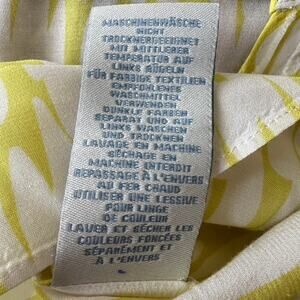 MASCHINENWÄSCHE
NICHT
TROCKNERGEEIGNET
MIT MITTLERER
TEMPERATUR AUF
LINKS BÜGELN
FÜR FARBIGE TEXTILIEN
EMPFOHLENES
WASCHMITTEL
VERWENDEN
DUNKLE FARBEN
SEPARAT UND AUF
LINKS WASCHEN
UND TROCKNEN
LAVAGE EN MACHINE
SÉCHAGE EN
MACHINE INTERDIT
REPASSAGE À L'ENVERS
AU FER CHAUD
UTILISER UNE LESSIVE
POUR LINGE
DE COULEUR
LAVER ET SÉCHER LES
COULEURS FONCÉES
SÉPARÉMENT ET
À L'ENVERS